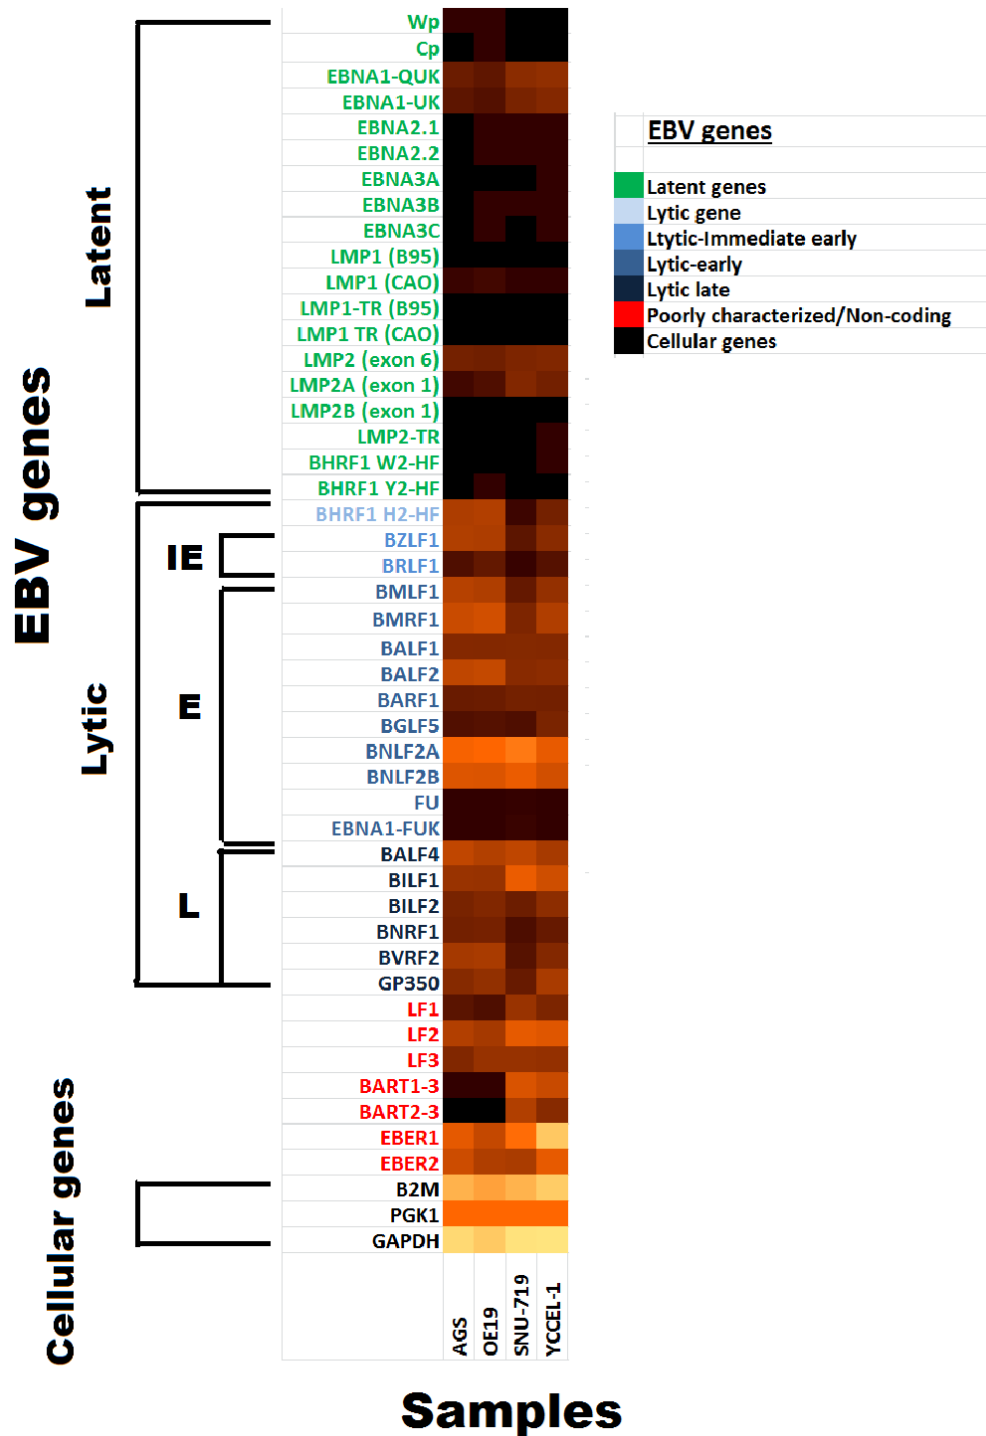 EBV genes
Latent
Lytic
IE
E
L
Cellular genes
Wp
Cp
EBNA1-QUK
EBNA1-UK
EBNA2.1
EBNA2.2
EBNA3A
EBNA3B
EBNA3C
LMP1 (B95)
LMP1 (CAO)
LMP1-TR (B95)
LMP1 TR (CAO)
LMP2 (exon 6)
LMP2A (exon 1)
LMP2B (exon 1)
LMP2-TR
BHRF1 W2-HF
BHRF1 Y2-HF
BHRF1 H2-HF
BZLF1
BRLF1
BMLF1
BMRF1
BALF1
BALF2
BARF1
BGLF5
BNLF2A
BNLF2B
FU
EBNA1-FUK
BALF4
BILF1
BILF2
BNRF1
BVRF2
GP350
LF1
LF2
LF3
BART1-3
BART2-3
EBER1
EBER2
B2M
PGK1
GAPDH
AGS
OE19
SNU-719
YCCEL-1
Samples
EBV genes
Latent genes
Lytic gene
Ltytic-Immediate early
Lytic-early
Lytic late
Poorly characterized/Non-coding
Cellular genes